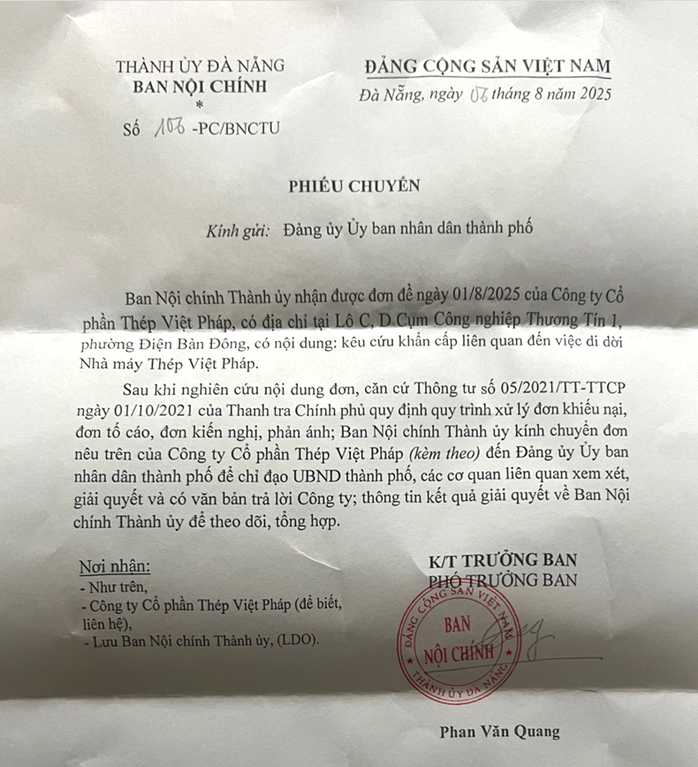 THÀNH ỦY ĐÀ NẴNG
BAN NỘI CHÍNH
*
Số 106 -PC/BNCTU
ĐẢNG CỘNG SẢN VIỆT NAM
Đà Nẵng, ngày 06 tháng 8 năm 2025
PHIẾU CHUYỂN
Kính gửi: Đảng ủy Ủy ban nhân dân thành phố
Ban Nội chính Thành ủy nhận được đơn đề ngày 01/8/2025 của Công ty Cổ
phần Thép Việt Pháp, có địa chỉ tại Lô C, D Cụm Công nghiệp Thương Tín 1,
phường Điện Bàn Đông, có nội dung: kêu cứu khẩn cấp liên quan đến việc di dời
Nhà máy Thép Việt Pháp.
Sau khi nghiên cứu nội dung đơn, căn cứ Thông tư số 05/2021/TT-TTCP
ngày 01/10/2021 của Thanh tra Chính phủ quy định quy trình xử lý đơn khiếu nại,
đơn tố cáo, đơn kiến nghị, phản ánh; Ban Nội chính Thành ủy kính chuyển đơn
nêu trên của Công ty Cổ phần Thép Việt Pháp (kèm theo) đến Đảng ủy Ủy ban
nhân dân thành phố để chỉ đạo UBND thành phố, các cơ quan liên quan xem xét,
giải quyết và có văn bản trả lời Công ty; thông tin kết quả giải quyết về Ban Nội
chính Thành ủy để theo dõi, tổng hợp.
Nơi nhận:
- Như trên,
- Công ty Cổ phần Thép Việt Pháp (để biết,
liên hệ),
- Lưu Ban Nội chính Thành ủy, (LDO).
K/T TRƯỞNG BAN
PHÓ TRƯỞNG BAN
ĐẢNG CỘNG SẢN VIỆT NAM
BAN
NỘI CHÍNH
THÀNH ỦY ĐÀ NẴNG
Phan Văn Quang